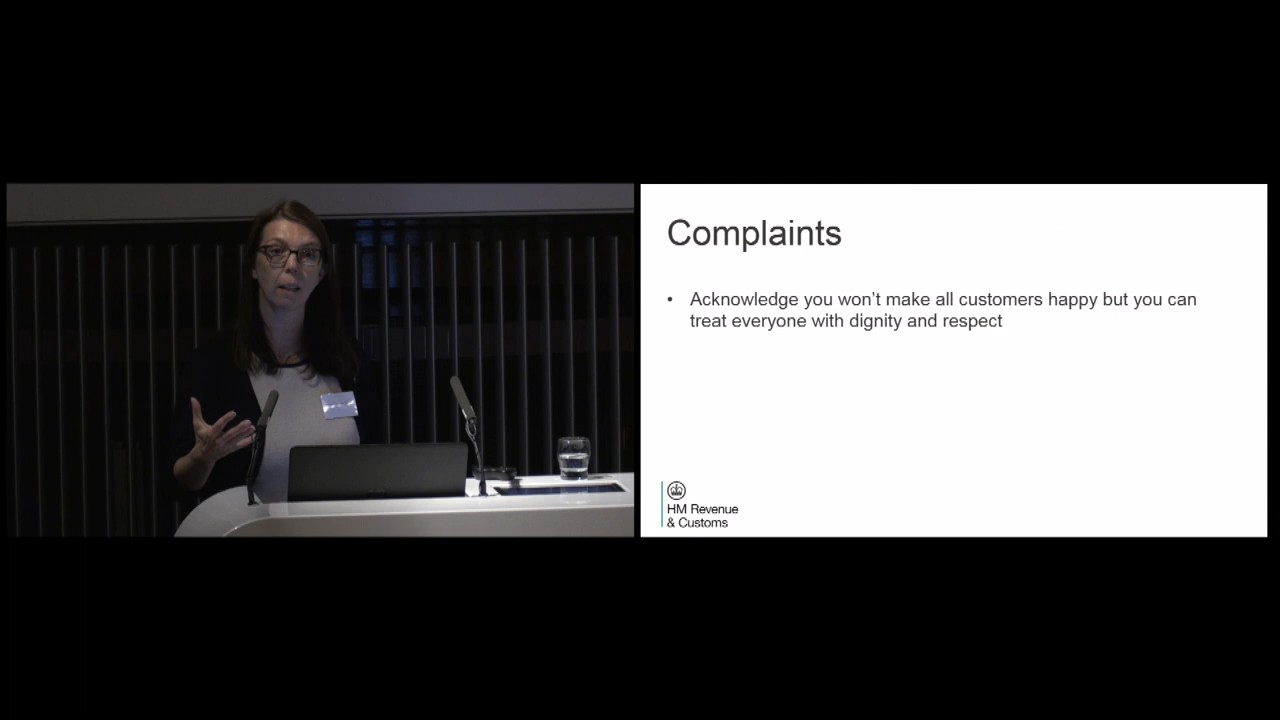 Complaints
• Acknowledge you won't make all customers happy but you can
treat everyone with dignity and respect
HM Revenue
& Customs